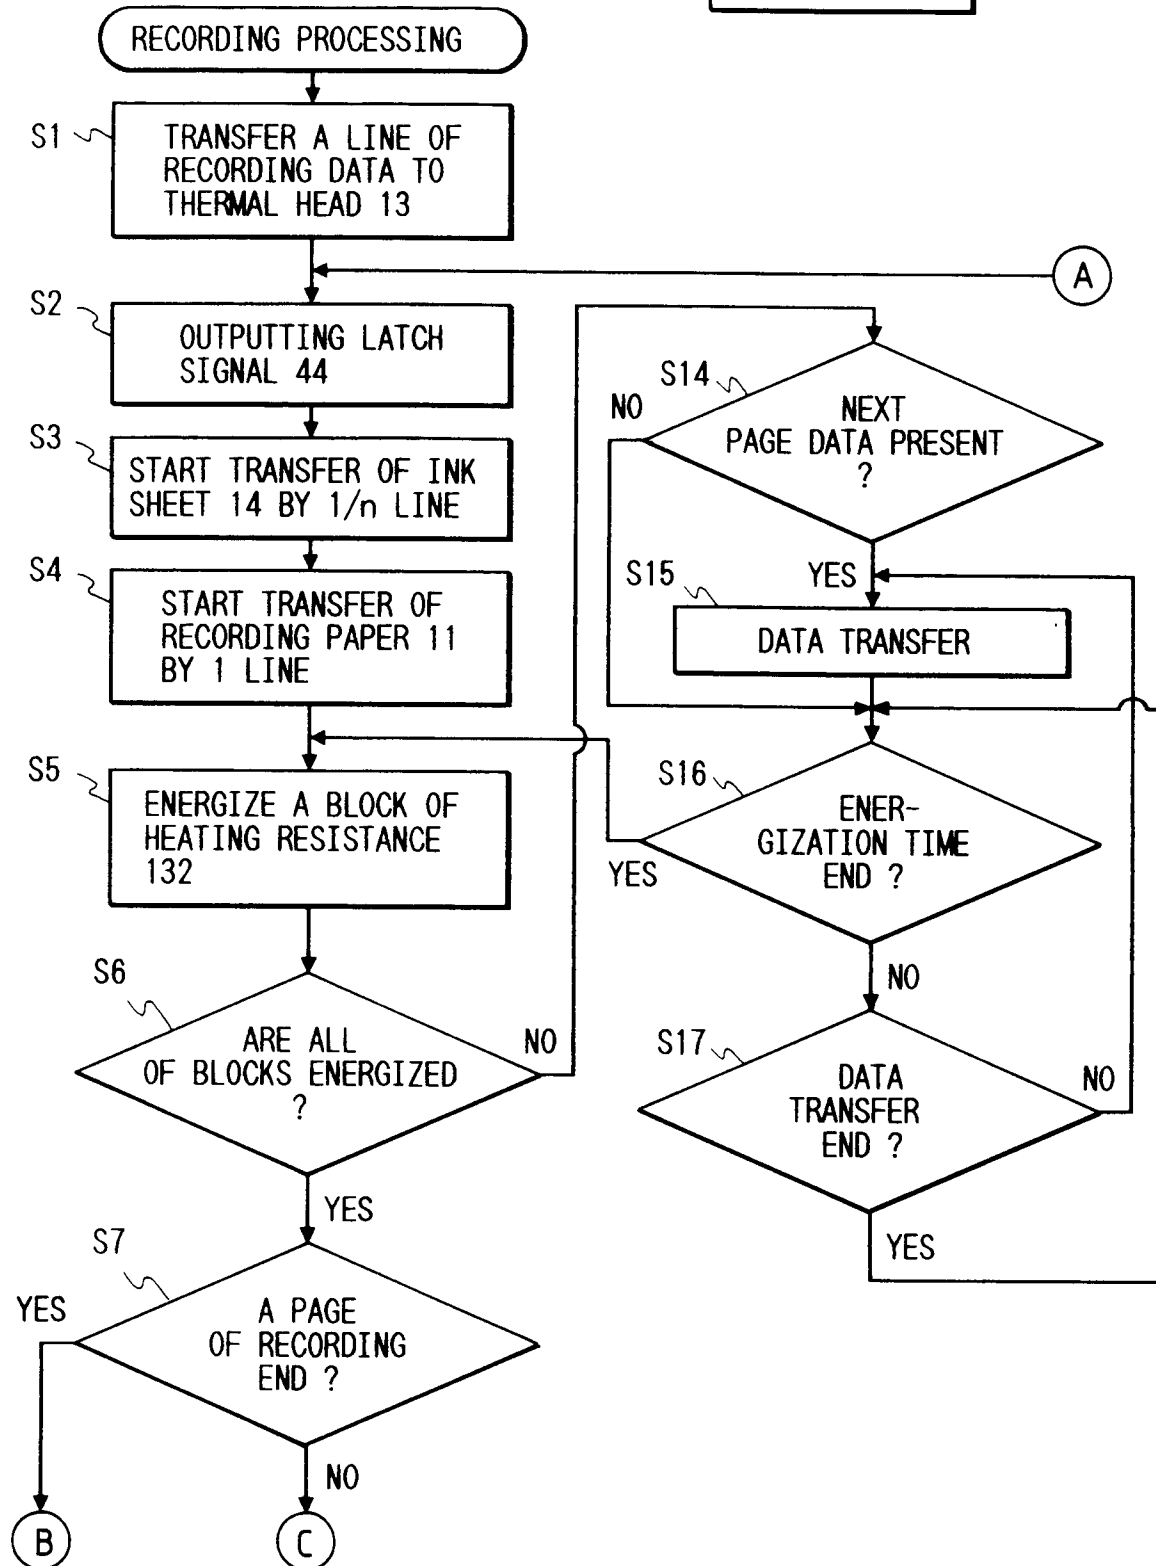 RECORDING PROCESSING
S1
TRANSFER A LINE OF
RECORDING DATA TO
THERMAL HEAD 13
A
S2
OUTPUTTING LATCH
SIGNAL 44
S3
START TRANSFER OF INK
SHEET 14 BY 1/n LINE
S4
START TRANSFER OF
RECORDING PAPER 11
BY 1 LINE
S5
ENERGIZE A BLOCK OF
HEATING RESISTANCE
132
S6
ARE ALL
OF BLOCKS ENERGIZED
?
NO
YES
S7
A PAGE
OF RECORDING
END ?
YES
NO
B
C
S14
NEXT
PAGE DATA PRESENT
?
NO
YES
S15
DATA TRANSFER
S16
ENER-
GIZATION TIME
END ?
YES
NO
S17
DATA
TRANSFER
END ?
NO
YES